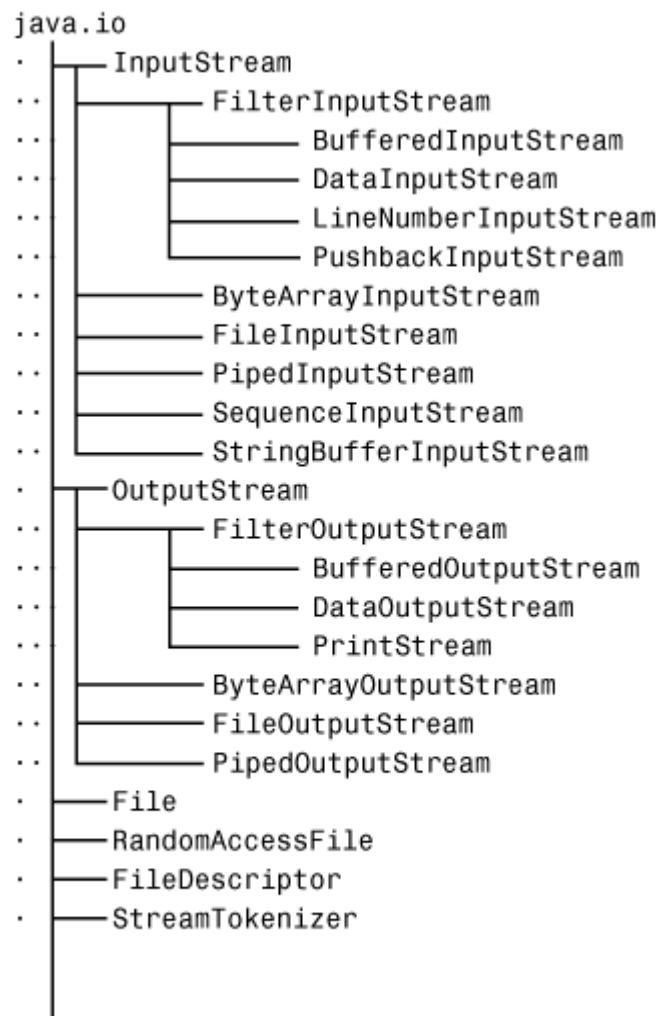 java.io
InputStream
FilterInputStream
BufferedInputStream
DataInputStream
LineNumberInputStream
PushbackInputStream
ByteArrayInputStream
FileInputStream
PipedInputStream
SequenceInputStream
StringBufferInputStream
OutputStream
FilterOutputStream
BufferedOutputStream
DataOutputStream
PrintStream
ByteArrayOutputStream
FileOutputStream
PipedOutputStream
File
RandomAccessFile
FileDescriptor
StreamTokenizer